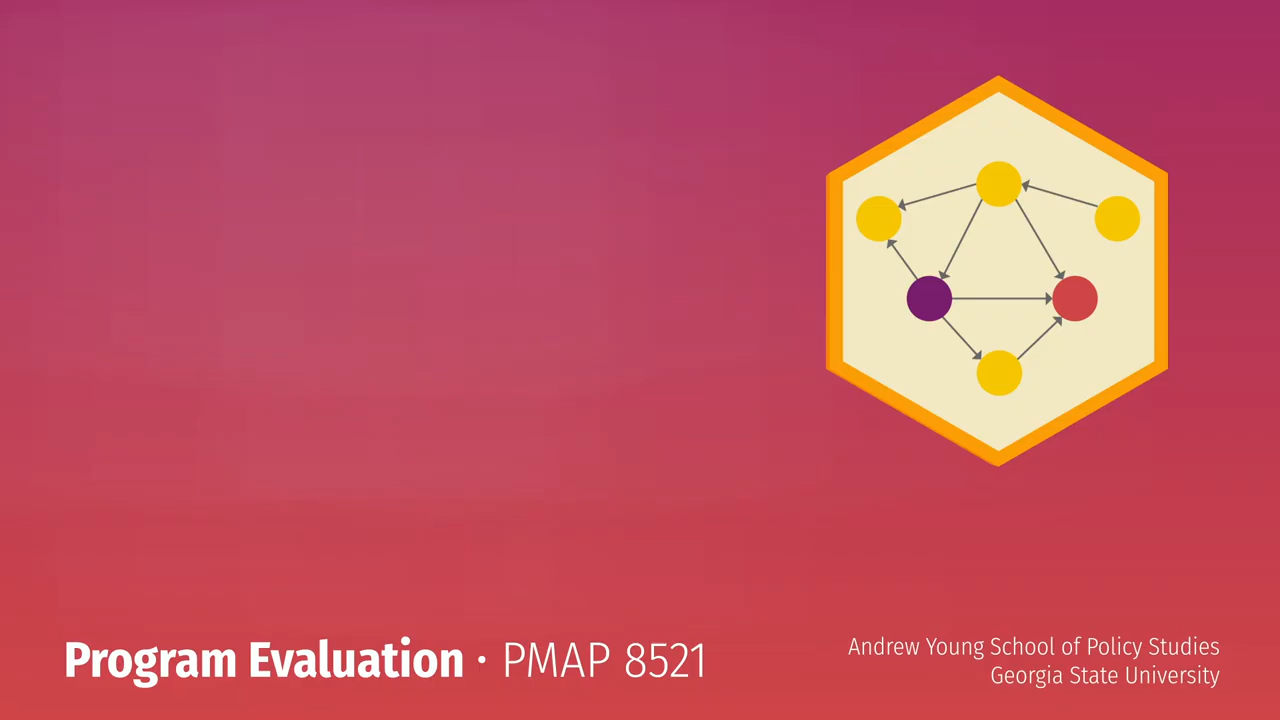 Program Evaluation · PMAP 8521
Andrew Young School of Policy Studies
Georgia State University